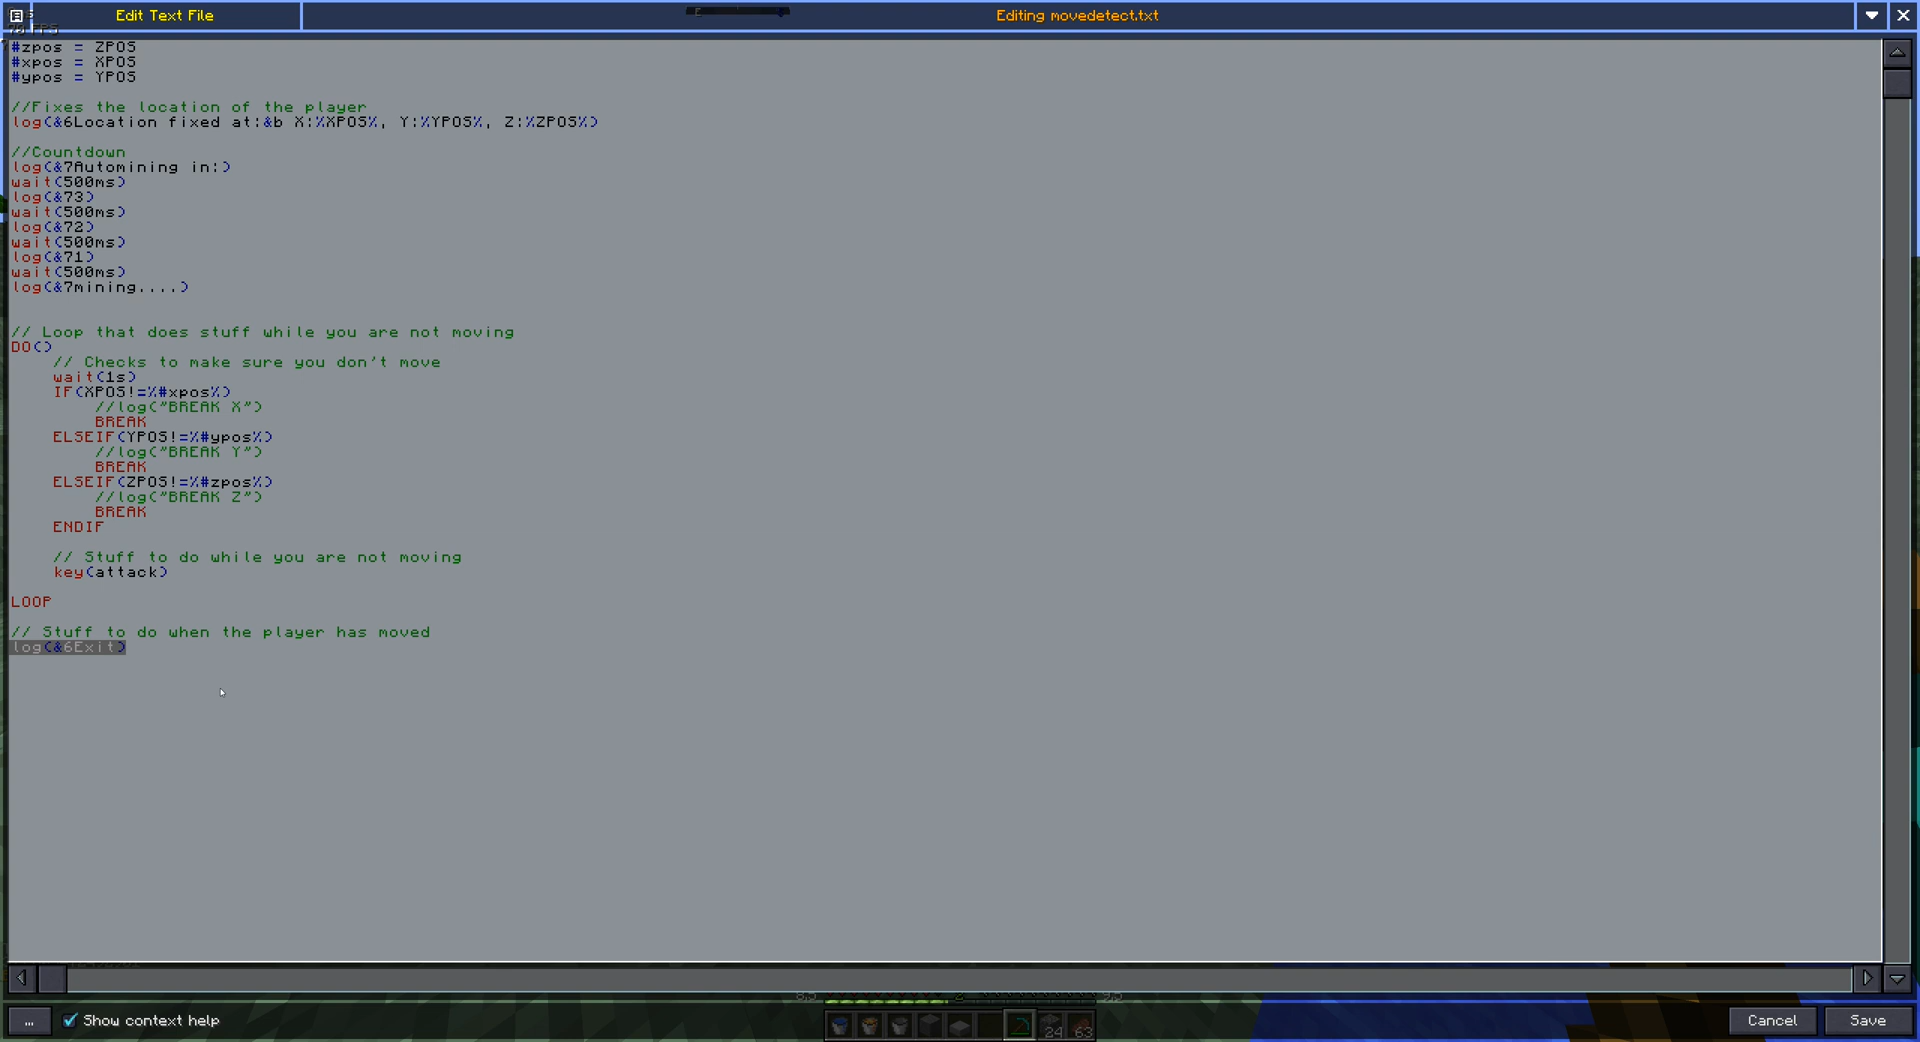 Edit Text File
Editing movedetect.txt
#zpos = ZPOS
#xpos = XPOS
#ypos = YPOS
//Fixes the location of the player
log(&6Location fixed at:&b X:%XPOS%, Y:%YPOS%, Z:%ZPOS%)
//Countdown
log(&7Automining in:)
wait(500ms)
log(&73)
wait(500ms)
log(&72)
wait(500ms)
log(&71)
wait(500ms)
log(&7mining....)
// Loop that does stuff while you are not moving
DO()
// Checks to make sure you don't move
wait(1s)
IF(XPOS!=%#xpos%)
//log("BREAK X")
BREAK
ELSEIF(YPOS!=%#ypos%)
//log("BREAK Y")
BREAK
ELSEIF(ZPOS!=%#zpos%)
//log("BREAK Z")
BREAK
ENDIF
// Stuff to do while you are not moving
key(attack)
LOOP
// Stuff to do when the player has moved
log(&6Exit)
... Show context help
24 63
Cancel Save